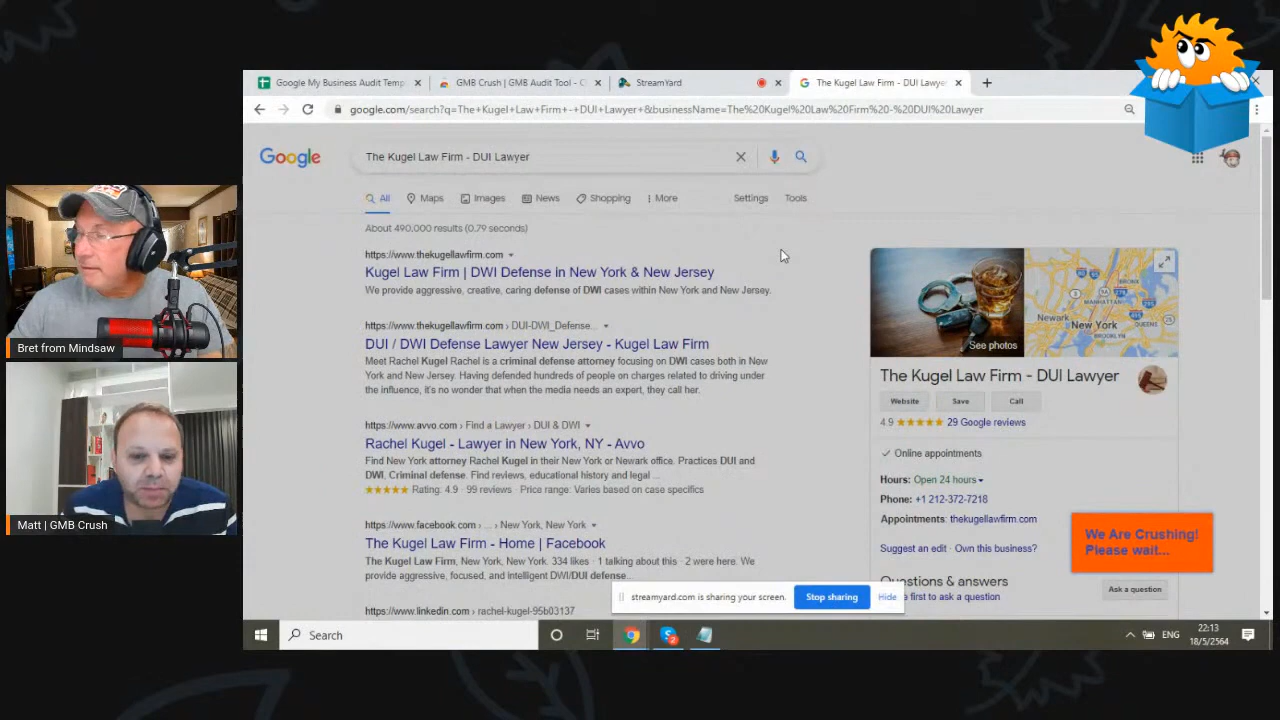 Google My Business Audit Temp
GMB Crush | GMB Audit Tool - C
StreamYard
The Kugel Law Firm - DUI Lawye
google.com/search?q=The+Kugel+Law+Firm+-+DUI+Lawyer+&businessName=The%20Kugel%20Law%20Firm%20-%20DUI%20Lawyer
Google
The Kugel Law Firm - DUI Lawyer
All
Maps
Images
News
Shopping
More
Settings
Tools
About 490,000 results (0.79 seconds)
https://www.thekugellawfirm.com
Kugel Law Firm | DWI Defense in New York & New Jersey
We provide aggressive, creative, caring defense of DWI cases within New York and New Jersey.
https://www.thekugellawfirm.com › DUI-DWI_Defense...
DUI / DWI Defense Lawyer New Jersey - Kugel Law Firm
Meet Rachel Kugel Rachel is a criminal defense attorney focusing on DWI cases both in New
York and New Jersey. Having defended hundreds of people on charges related to driving under
the influence, it's no wonder that when the media needs an expert, they call her.
https://www.avvo.com › Find a Lawyer › DUI & DWI
Rachel Kugel - Lawyer in New York, NY - Avvo
Find New York attorney Rachel Kugel in their New York or Newark office. Practices DUI and
DWI, Criminal defense. Find reviews, educational history and legal ...
Rating: 4.9 · 99 reviews · Price range: Varies based on case specifics
https://www.facebook.com › ... › New York, New York
The Kugel Law Firm - Home | Facebook
The Kugel Law Firm, New York, New York. 334 likes · 1 talking about this · 2 were here. We
provide aggressive, focused, and intelligent DWI/DUI defense...
https://www.linkedin.com › rachel-kugel-95b03137
See photos
Newark
MANHATTAN
New York
BROOKLYN
QUEENS
The Kugel Law Firm - DUI Lawyer
Website
Save
Call
4.9
29 Google reviews
Online appointments
Hours: Open 24 hours
Phone: +1 212-372-7218
Appointments: thekugellawfirm.com
Suggest an edit · Own this business?
Questions & answers
first to ask a question
Ask a question
We Are Crushing!
Please wait...
streamyard.com is sharing your screen.
Stop sharing
Hide
Search
2
ENG
22:13
18/5/2564
Bret from Mindsaw
Matt | GMB Crush